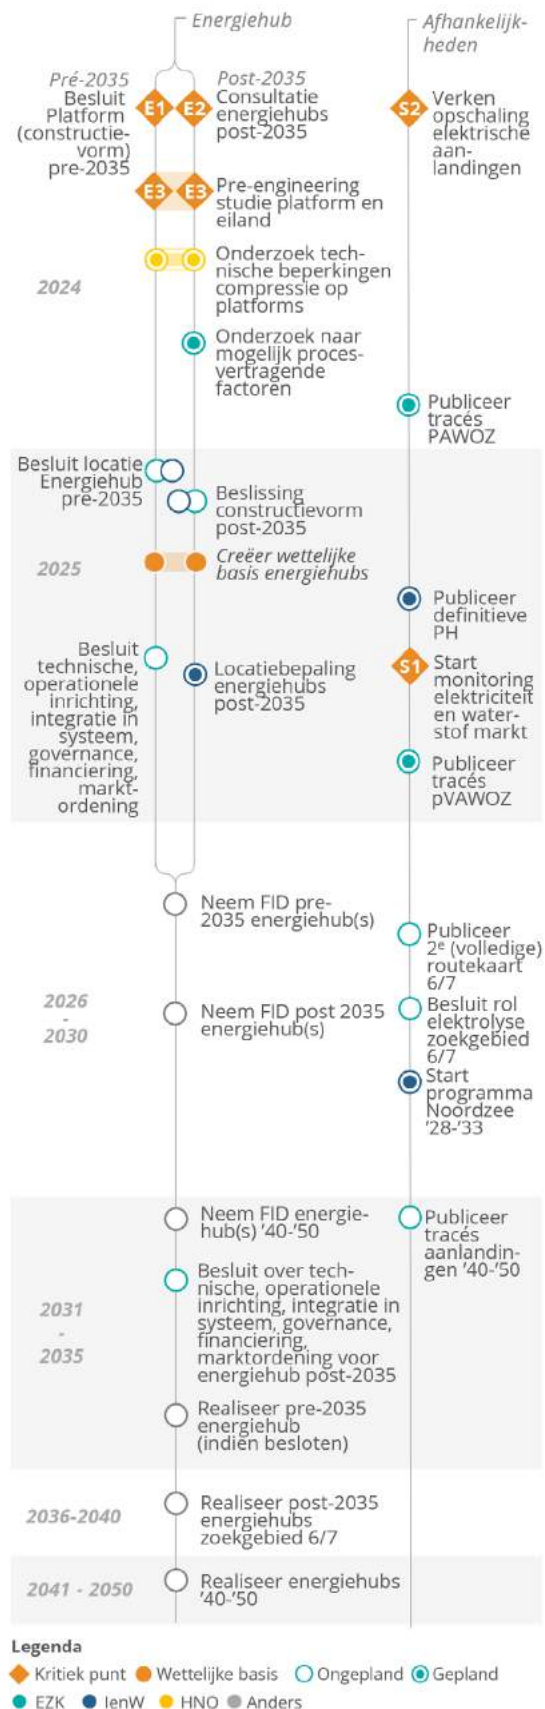 Energiehub
Afhankelijk-
heden
Pré-2035
Post-2035
Besluit
Platform
(constructie-
vorm)
pre-2035
E1
E2
Consultatie
energiehubs
post-2035
S2
Verken
opschaling
elektrische
aan-
landingen
E3
E3
Pre-engineering
studie platform en
eiland
2024
Onderzoek tech-
nische beperkingen
compressie op
platforms
Onderzoek naar
mogelijk proces-
vertragende
factoren
Publiceer
tracés
PAWOZ
Besluit locatie
Energiehub
pre-2035
Beslissing
constructievorm
post-2035
2025
Creëer wettelijke
basis energiehubs
Publiceer
definitieve
PH
Besluit
technische,
operationele
inrichting,
integratie in
systeem,
governance,
financiering,
markt-
ordening
Locatiebepaling
energiehubs
post-2035
S1
Start
monitoring
elektriciteit
en water-
stof markt
Publiceer
tracés
pVAWOZ
Neem FID pre-
2035 energiehub(s)
Publiceer
2e (volledige)
routekaart
6/7
2026
-
2030
Neem FID post 2035
energiehub(s)
Besluit rol
elektrolyse
zoekgebied
6/7
Start
programma
Noordzee
'28-'33
Neem FID energie-
hub(s) '40-'50
Publiceer
tracés
aanlandin-
gen '40-'50
2031
-
2035
Besluit over tech-
nische, operationele
inrichting, integratie in
systeem, governance,
financiering,
marktordening voor
energiehub post-2035
Realiseer pre-2035
energiehub
(indien besloten)
2036-2040
Realiseer post-2035
energiehubs
zoekgebied 6/7
2041 - 2050
Realiseer energiehubs
'40-'50
Legenda
Kritiek punt Wettelijke basis Ongepland Gepland
EZK IenW HNO Anders